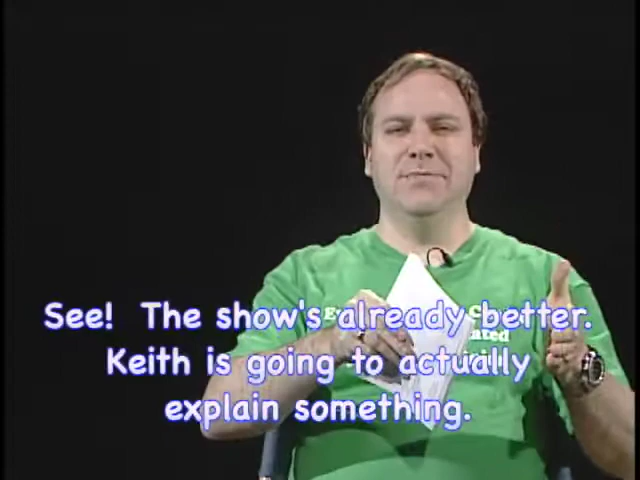 See! The show's already better.
Keith is going to actually
explain something.